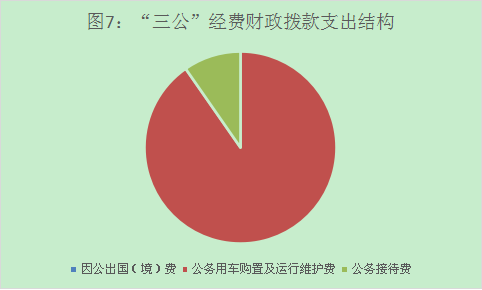 图7：“三公”经费财政拨款支出结构
因公出国（境）费 公务用车购置及运行维护费 公务接待费